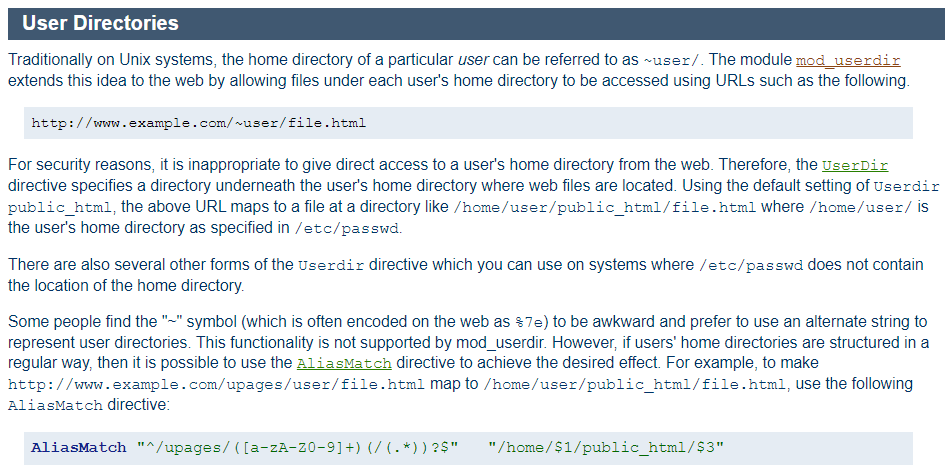 User Directories
Traditionally on Unix systems, the home directory of a particular user can be referred to as ~user/. The module mod_userdir
extends this idea to the web by allowing files under each user's home directory to be accessed using URLs such as the following.
http://www.example.com/~user/file.html
For security reasons, it is inappropriate to give direct access to a user's home directory from the web. Therefore, the UserDir
directive specifies a directory underneath the user's home directory where web files are located. Using the default setting of Userdir
public_html, the above URL maps to a file at a directory like /home/user/public_html/file.html where /home/user/ is
the user's home directory as specified in /etc/passwd.
There are also several other forms of the Userdir directive which you can use on systems where /etc/passwd does not contain
the location of the home directory.
Some people find the "~" symbol (which is often encoded on the web as %7e) to be awkward and prefer to use an alternate string to
represent user directories. This functionality is not supported by mod_userdir. However, if users' home directories are structured in a
regular way, then it is possible to use the AliasMatch directive to achieve the desired effect. For example, to make
http://www.example.com/upages/user/file.html map to /home/user/public_html/file.html, use the following
AliasMatch directive:
AliasMatch "^/upages/([a-zA-Z0-9]+)(/(.*))?$" "/home/$1/public_html/$3"